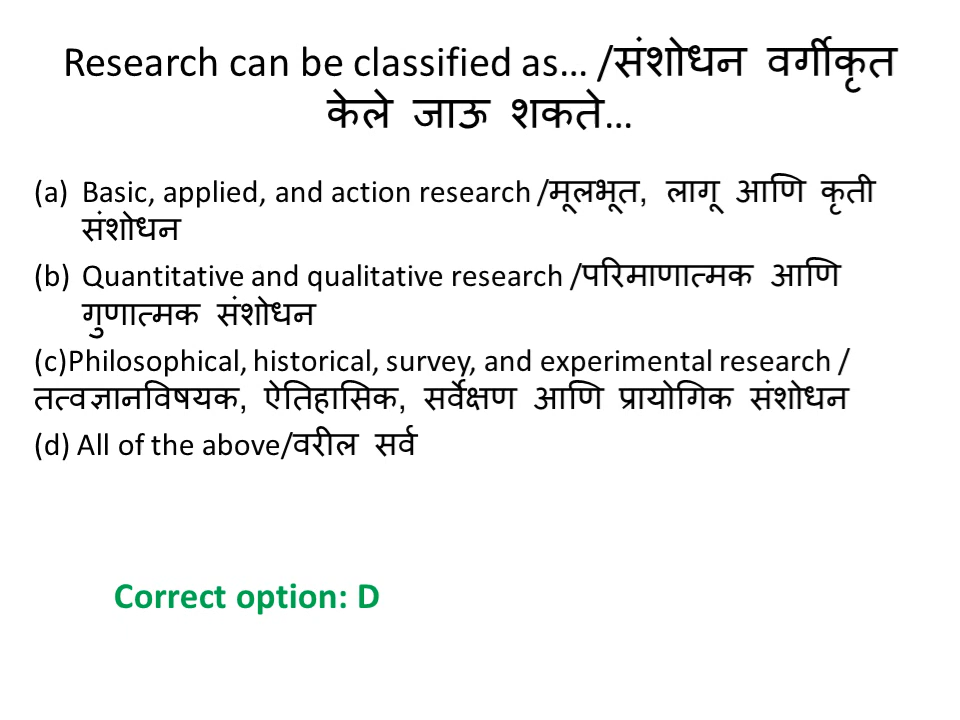 Research can be classified as… /संशोधन वर्गीकृत
केले जाऊ शकते…
(a) Basic, applied, and action research /मूलभूत, लागू आणि कृती
संशोधन
(b) Quantitative and qualitative research /परिमाणात्मक आणि
गुणात्मक संशोधन
(c)Philosophical, historical, survey, and experimental research /
तत्वज्ञानविषयक, ऐतिहासिक, सर्वेक्षण आणि प्रायोगिक संशोधन
(d) All of the above/वरील सर्व
Correct option: D